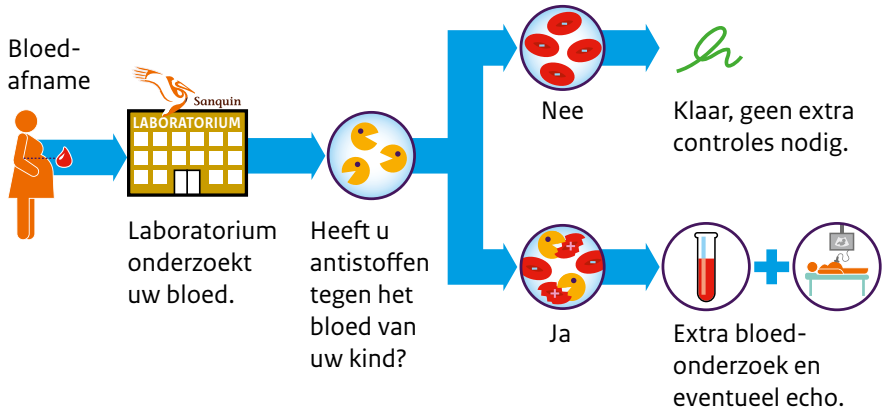 Bloed-
afname
Sanquin
LABORATORIUM
Laboratorium
onderzoekt
uw bloed.
Heeft u
antistoffen
tegen het
bloed van
uw kind?
Nee
Klaar, geen extra
controles nodig.
Ja
Extra bloed-
onderzoek en
eventueel echo.